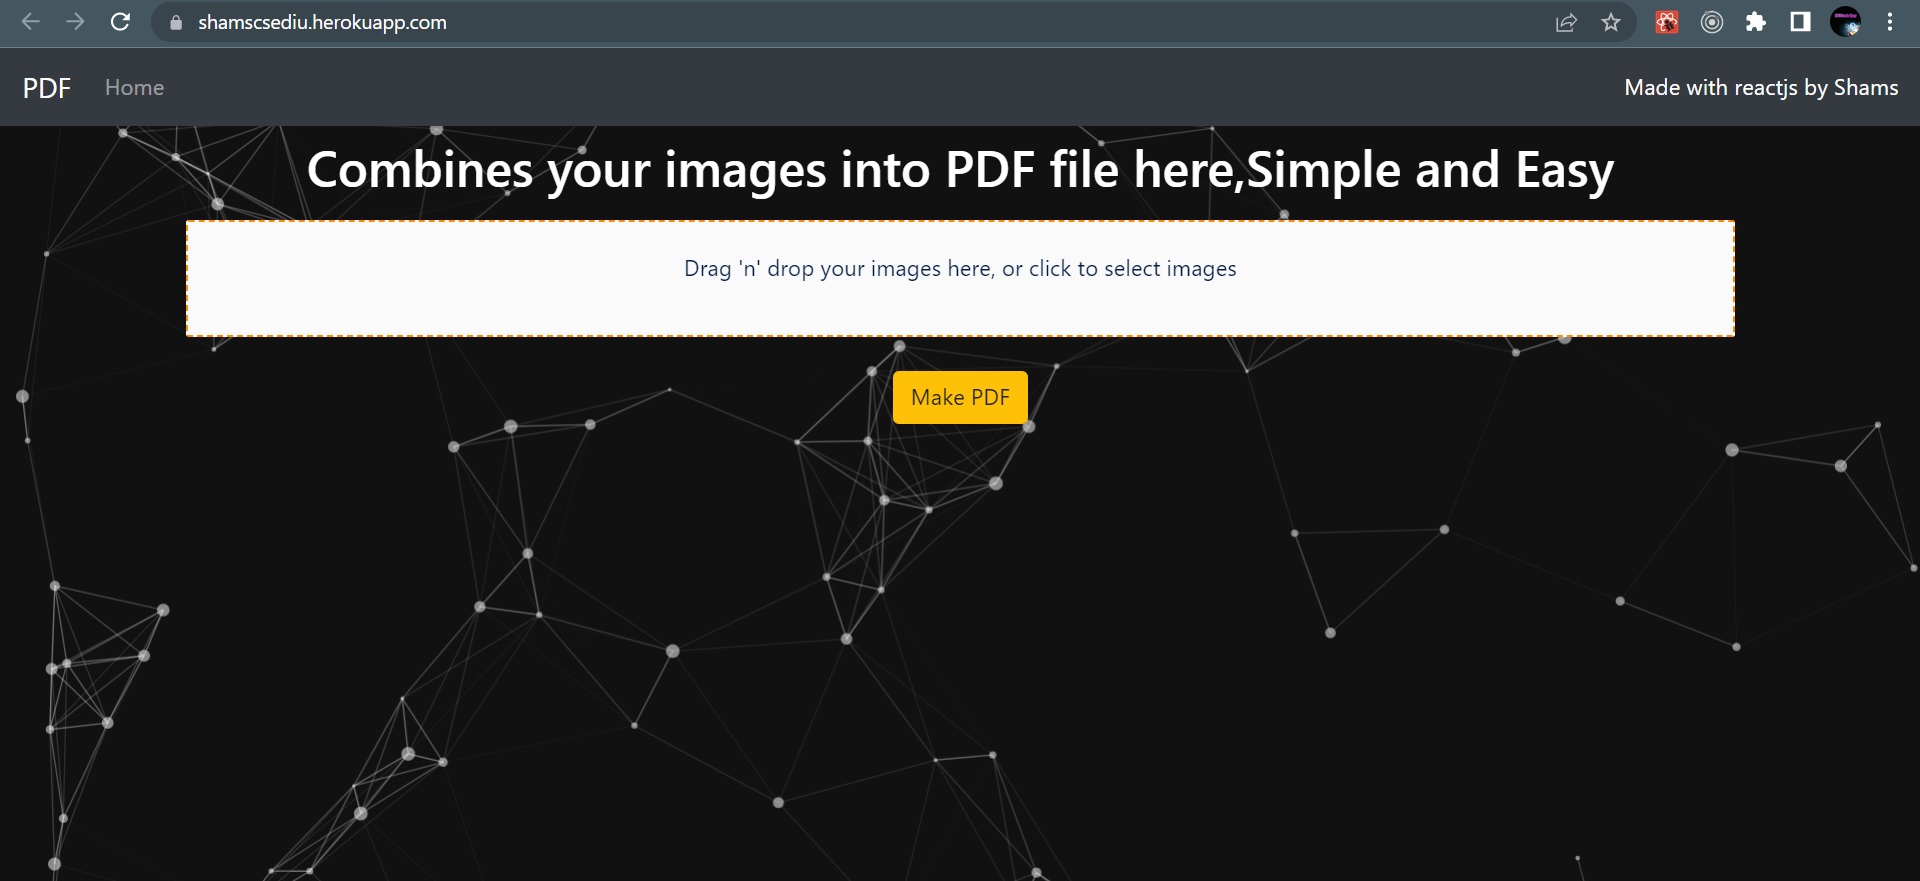 shamscsediu.herokuapp.com
PDF Home Made with reactjs by Shams
Combines your images into PDF file here,Simple and Easy
Drag 'n' drop your images here, or click to select images
Make PDF